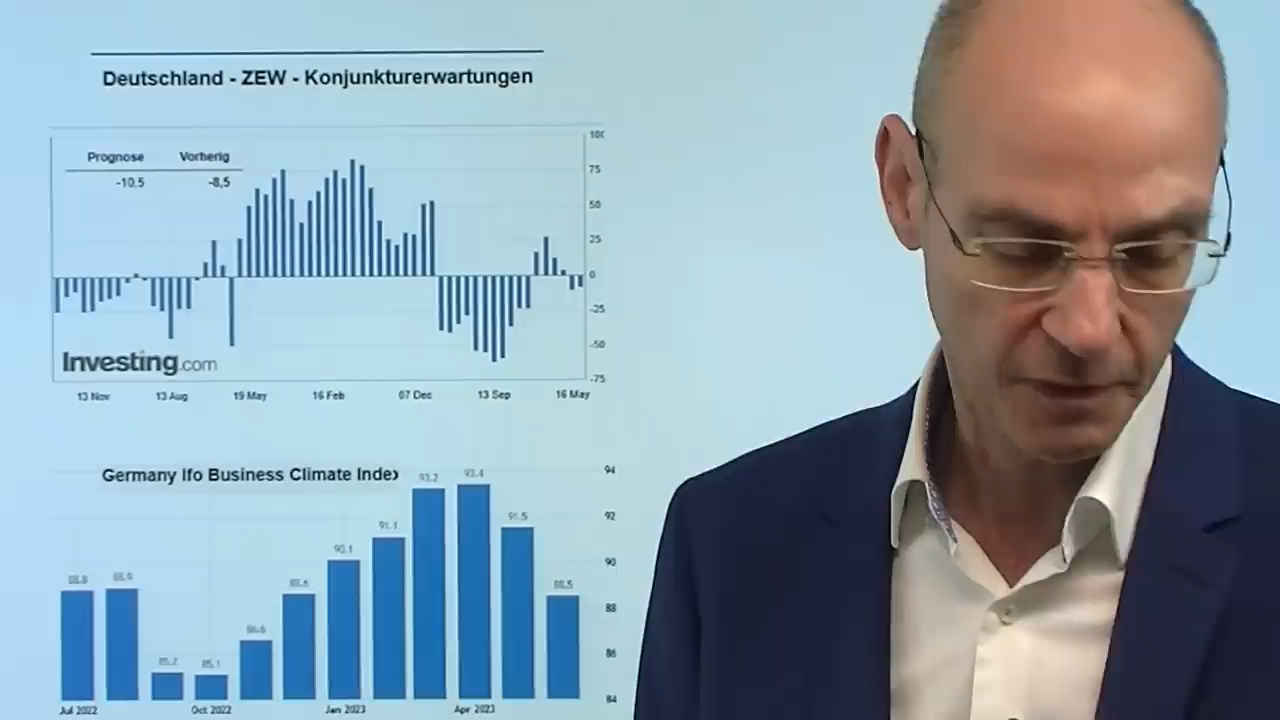 Deutschland - ZEW - Konjunkturerwartungen
Prognose Vorherig
-10,5 -8,5
100
75
50
25
0
-25
-50
-75
Investing.com
13 Nov 13 Aug 19 May 16 Feb 07 Dec 13 Sep 16 May
Germany Ifo Business Climate Index
94
92
90
88
86
84
88.8 88.9 85.2 85.1 86.6 88.6 90.1 91.1 93.2 93.4 91.5 88.5
Jul 2022 Oct 2022 Jan 2023 Apr 2023